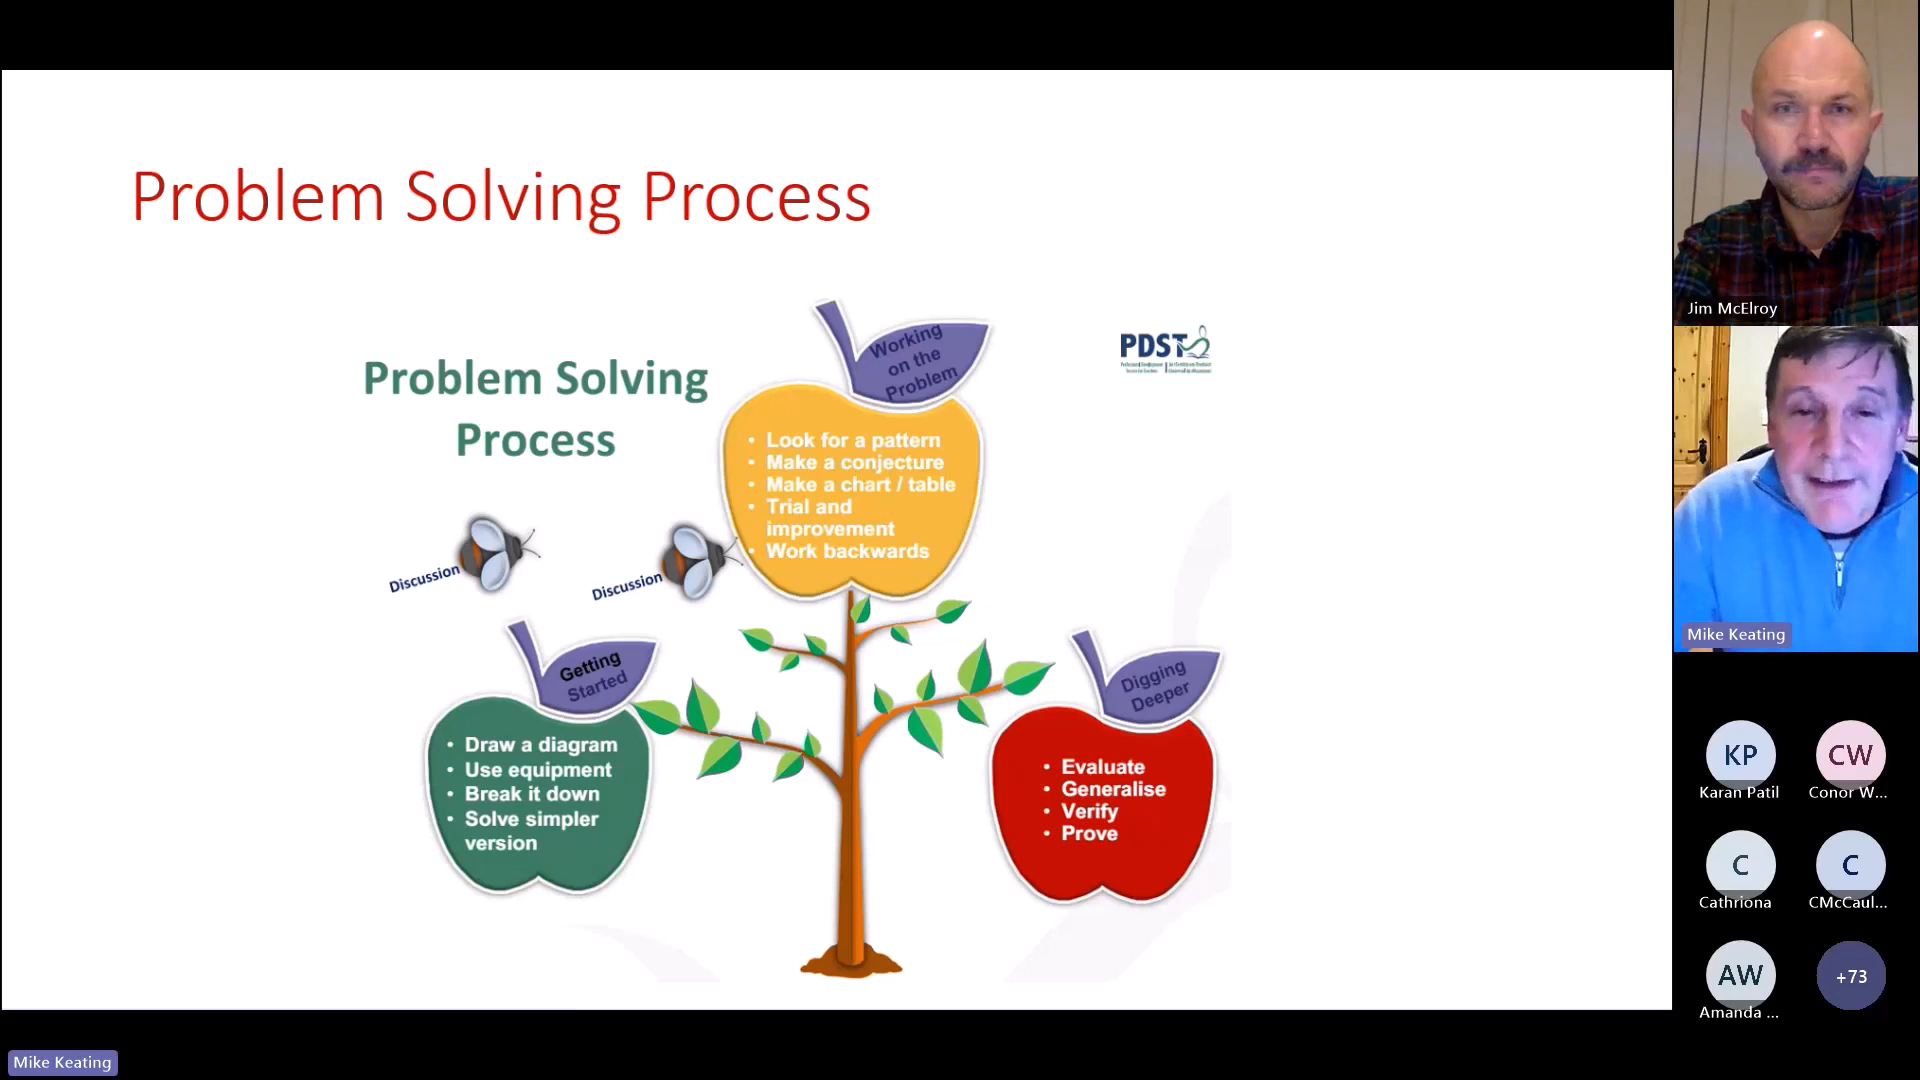 Problem Solving Process
Problem Solving
Process
PDST
Working
on the
Problem
• Look for a pattern
• Make a conjecture
• Make a chart / table
• Trial and
improvement
• Work backwards
Discussion
Discussion
Getting
Started
• Draw a diagram
• Use equipment
• Break it down
• Solve simpler
version
Digging
Deeper
• Evaluate
• Generalise
• Verify
• Prove
Jim McElroy
Mike Keating
KP
Karan Patil
CW
Conor W...
C
Cathriona
C
CMcCaul...
AW
Amanda ...
+73
Mike Keating